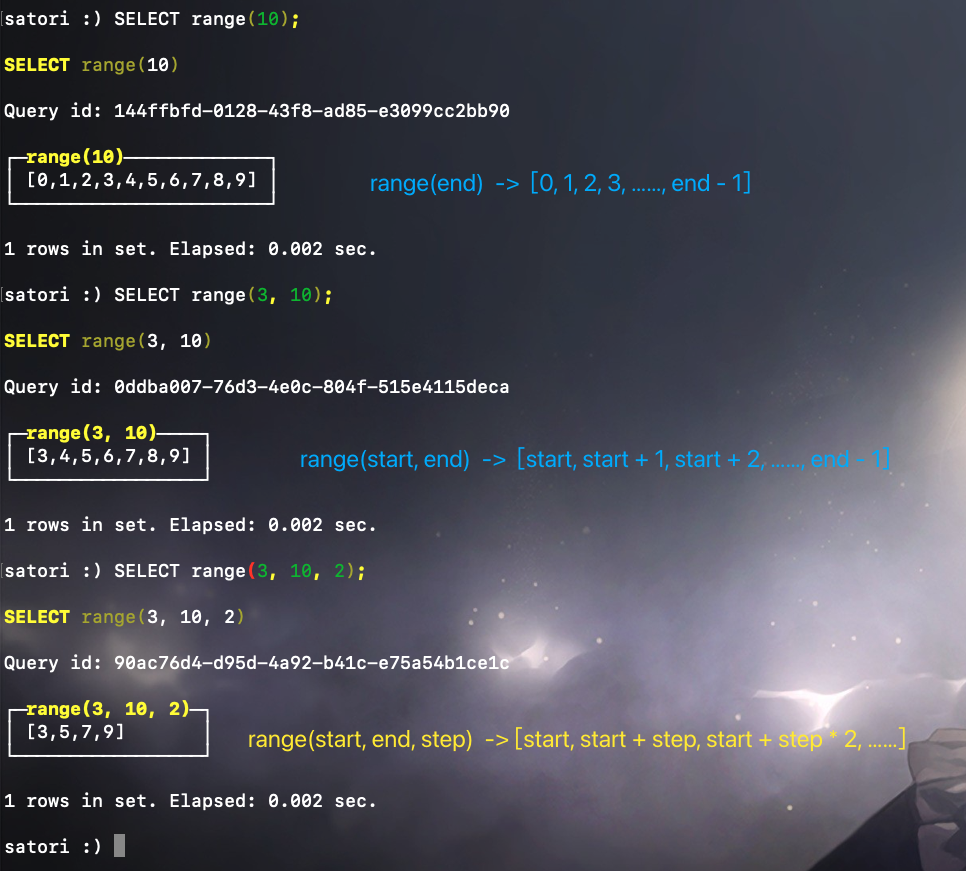 satori :) SELECT range(10);
SELECT range(10)
Query id: 144ffbfd-0128-43f8-ad85-e3099cc2bb90
range(10)
[0,1,2,3,4,5,6,7,8,9]
range(end) -> [0, 1, 2, 3, ......, end - 1]
1 rows in set. Elapsed: 0.002 sec.
satori :) SELECT range(3, 10);
SELECT range(3, 10)
Query id: 0ddba007-76d3-4e0c-804f-515e4115deca
range(3, 10)
[3,4,5,6,7,8,9]
range(start, end) -> [start, start + 1, start + 2, ......, end - 1]
1 rows in set. Elapsed: 0.002 sec.
satori :) SELECT range(3, 10, 2);
SELECT range(3, 10, 2)
Query id: 90ac76d4-d95d-4a92-b41c-e75a54b1ce1c
range(3, 10, 2)
[3,5,7,9]
range(start, end, step) ->[start, start + step, start + step * 2, ......]
1 rows in set. Elapsed: 0.002 sec.
satori :)